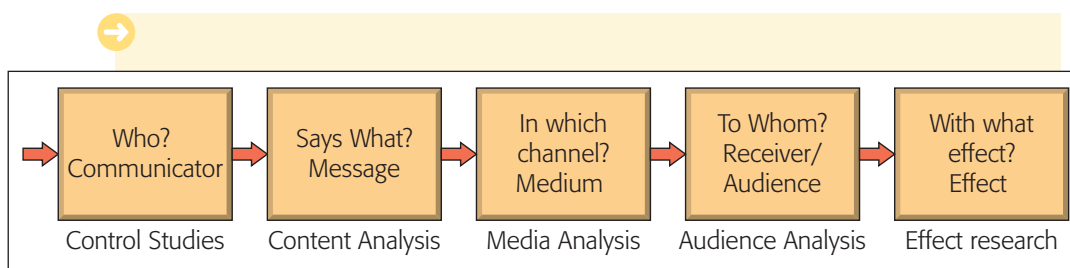 Who?
Communicator
Says What?
Message
In which
channel?
Medium
To Whom?
Receiver/
Audience
With what
effect?
Effect
Control Studies
Content Analysis
Media Analysis
Audience Analysis
Effect research